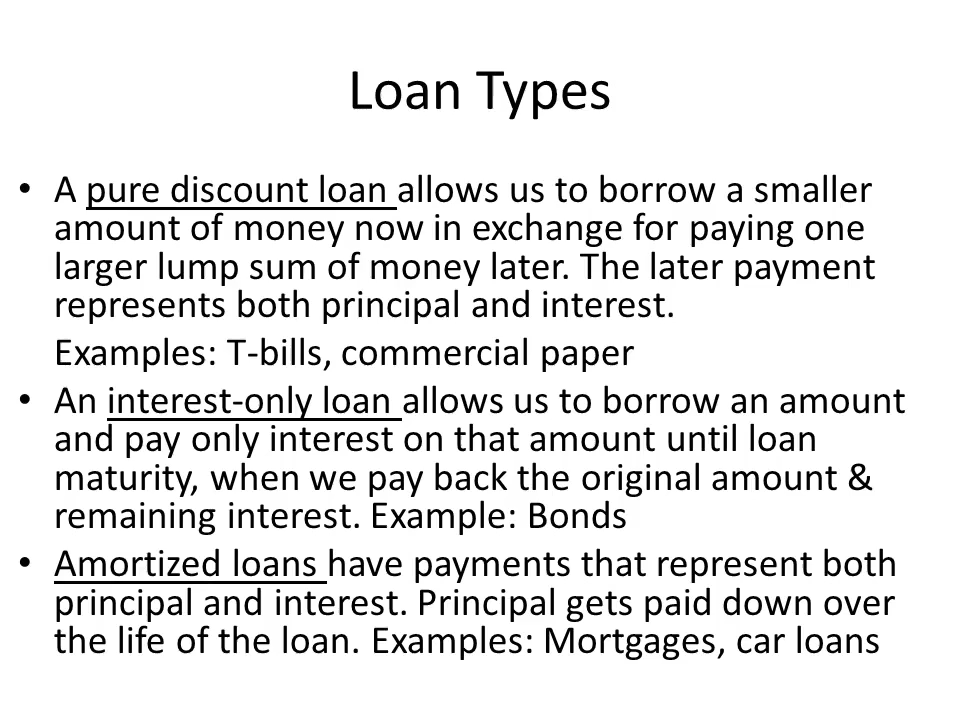 Loan Types
• A pure discount loan allows us to borrow a smaller
amount of money now in exchange for paying one
larger lump sum of money later. The later payment
represents both principal and interest.
Examples: T-bills, commercial paper
• An interest-only loan allows us to borrow an amount
and pay only interest on that amount until loan
maturity, when we pay back the original amount &
remaining interest. Example: Bonds
• Amortized loans have payments that represent both
principal and interest. Principal gets paid down over
the life of the loan. Examples: Mortgages, car loans